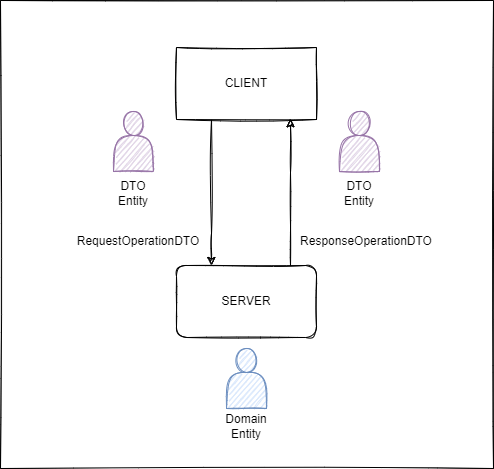 CLIENT
DTO
Entity
DTO
Entity
RequestOperationDTO
ResponseOperationDTO
SERVER
Domain
Entity